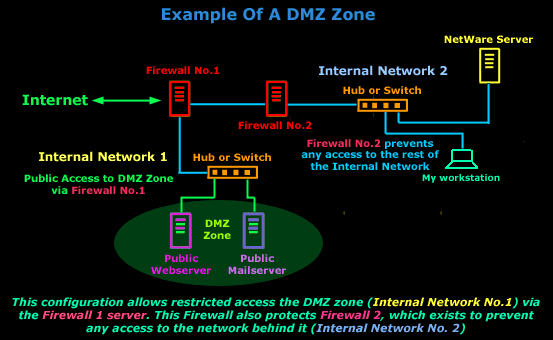 Example Of A DMZ Zone
NetWare Server
Firewall No.1
Internal Network 2
Hub or Switch
Internet
Firewall No.2
Firewall No.2 prevents
any access to the rest of
the Internal Network
My workstation
Internal Network 1
Hub or Switch
Public Access to DMZ Zone
via Firewall No.1
DMZ
Zone
Public
Webserver
Public
Mailserver
This configuration allows restricted access the DMZ zone (Internal Network No.1) via
the Firewall 1 server. This Firewall also protects Firewall 2, which exists to prevent
any access to the network behind it (Internal Network No. 2)